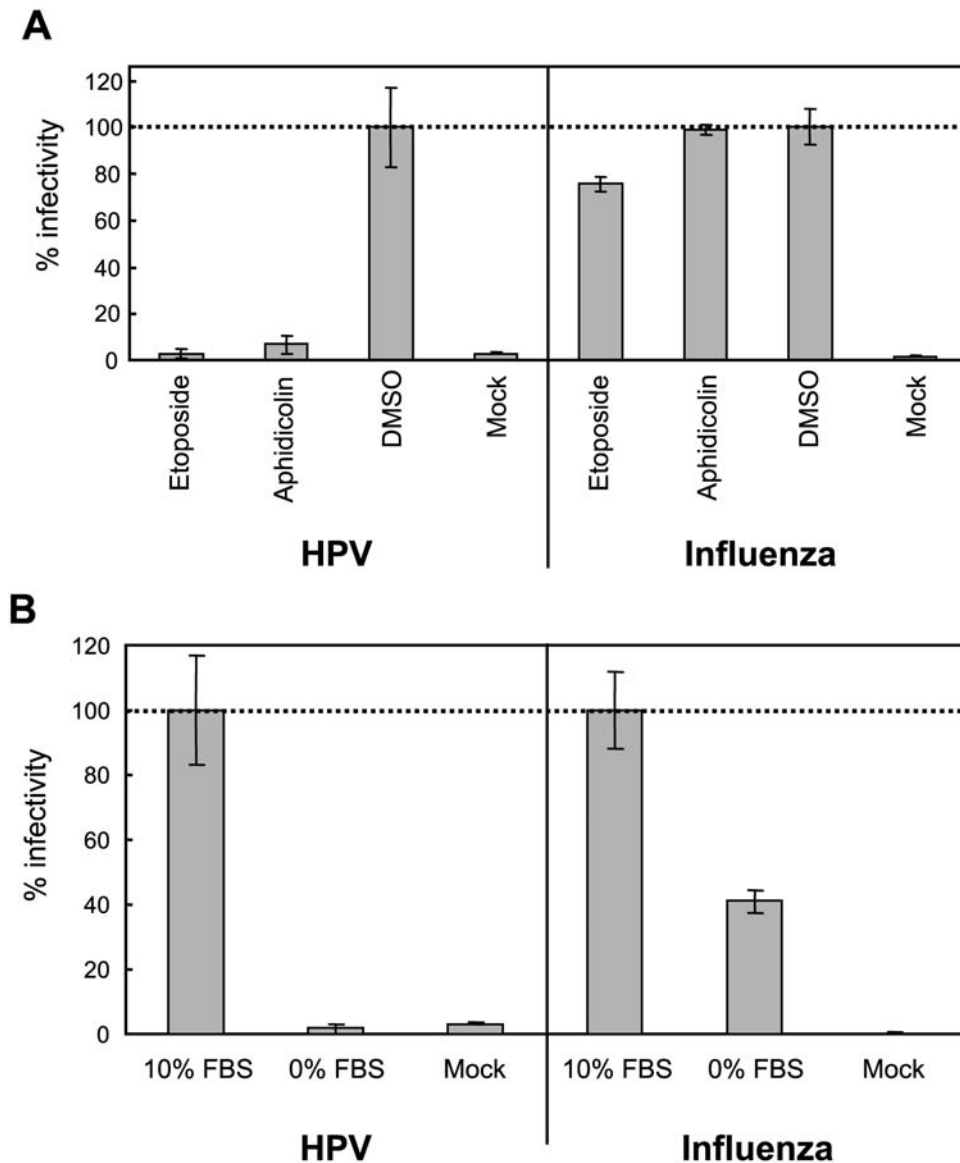 A
% infectivity
120
100
80
60
40
20
0
Etoposide
Aphidicolin
DMSO
Mock
Etoposide
Aphidicolin
DMSO
Mock
HPV
Influenza
B
% infectivity
120
100
80
60
40
20
0
10% FBS 0% FBS Mock 10% FBS 0% FBS Mock
HPV
Influenza